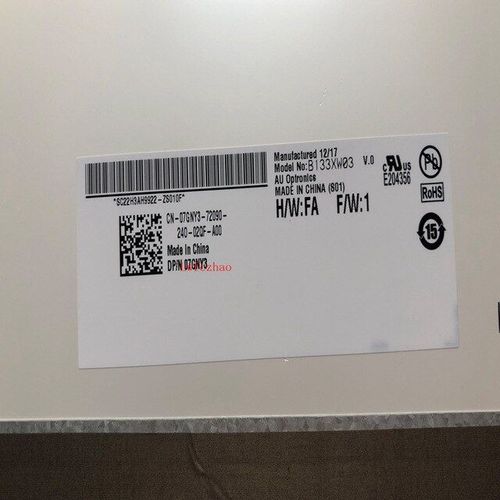 *SC22H3AH9922-ZS010F*
CN-07GNY3-72090-
240-020F-A00
Made In China
DP/N 07GNY3
Manufactured 12/17
Model No: B133XW03 V.0
AU Optronics
MADE IN CHINA (S01)
H/W:FA F/W:1
c US
E204356
Pb
RoHS
15